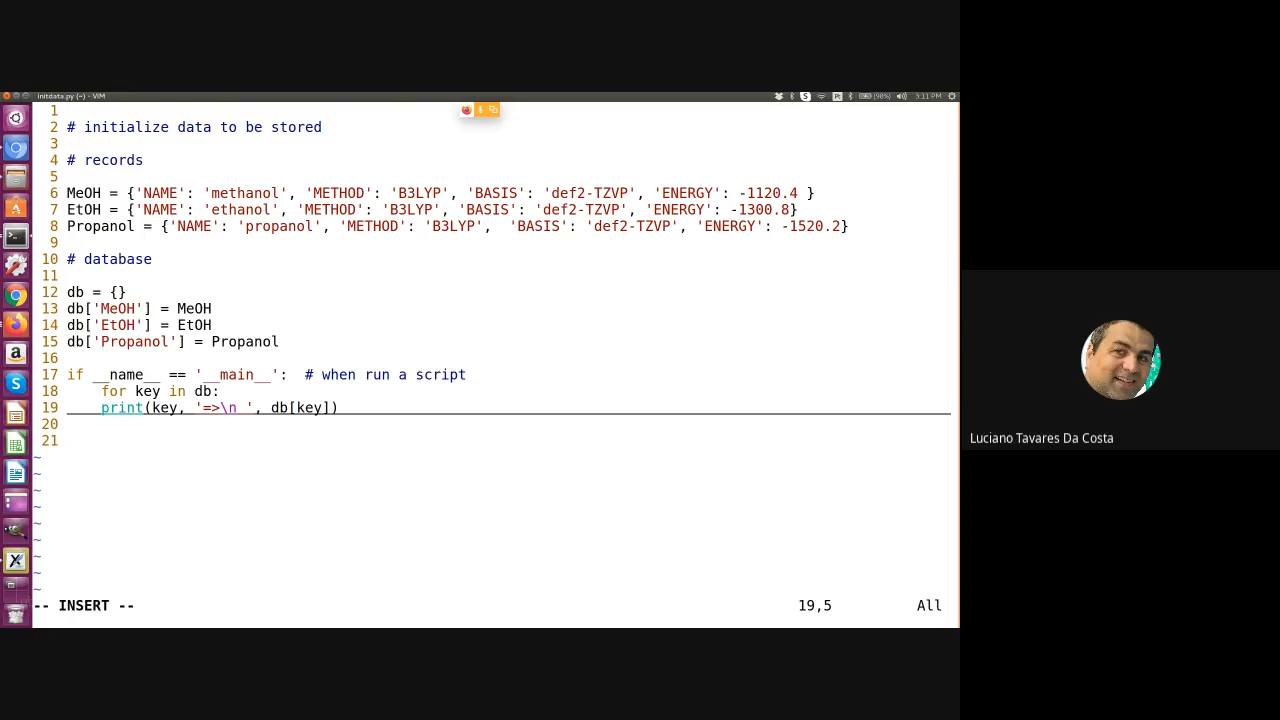 initdata.py (~) - VIM
(98%) 3:11 PM
1
2 # initialize data to be stored
3
4 # records
5
6 MeOH = {'NAME': 'methanol', 'METHOD': 'B3LYP', 'BASIS': 'def2-TZVP', 'ENERGY': -1120.4 }
7 EtOH = {'NAME': 'ethanol', 'METHOD': 'B3LYP', 'BASIS': 'def2-TZVP', 'ENERGY': -1300.8}
8 Propanol = {'NAME': 'propanol', 'METHOD': 'B3LYP',  'BASIS': 'def2-TZVP', 'ENERGY': -1520.2}
9
10 # database
11
12 db = {}
13 db['MeOH'] = MeOH
14 db['EtOH'] = EtOH
15 db['Propanol'] = Propanol
16
17 if __name__ == '__main__':  # when run a script
18     for key in db:
19     print(key, '=>\n ', db[key])
20
21
~
~
~
~
~
~
~
~
~
-- INSERT -- 19,5 All
Luciano Tavares Da Costa